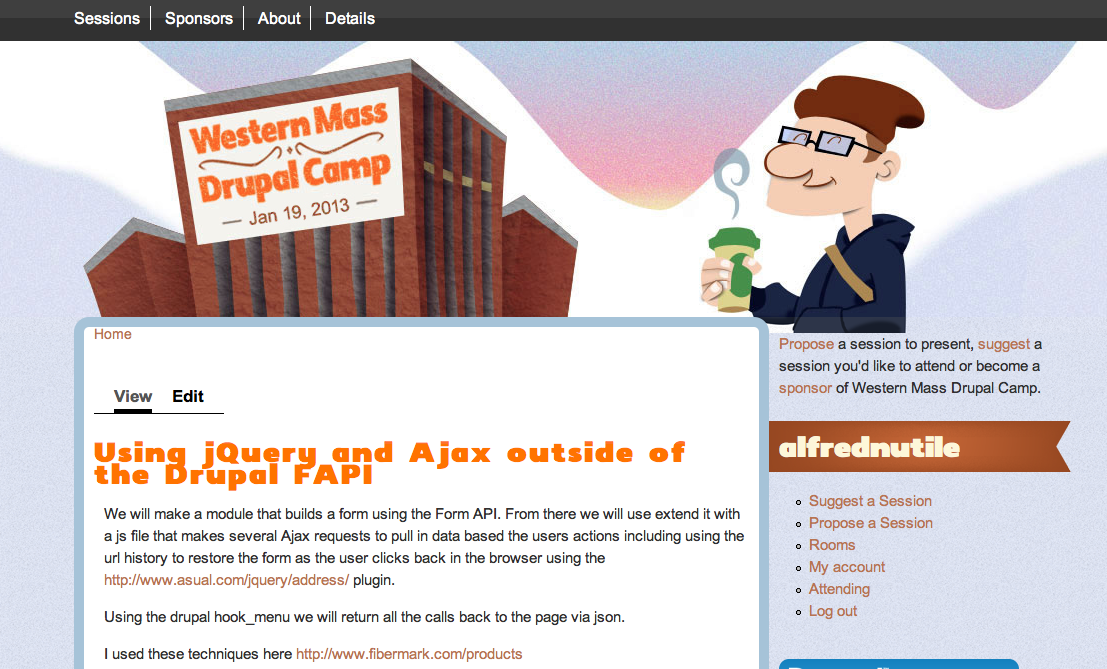 Sessions
Sponsors
About
Details
Western Mass
Drupal Camp
— Jan 19, 2013 —
Home
View
Edit
Using jQuery and Ajax outside of
the Drupal FAPI
We will make a module that builds a form using the Form API. From there we will use extend it with
a js file that makes several Ajax requests to pull in data based the users actions including using the
url history to restore the form as the user clicks back in the browser using the
http://www.asual.com/jquery/address/ plugin.
Using the drupal hook_menu we will return all the calls back to the page via json.
I used these techniques here http://www.fibermark.com/products
Propose a session to present, suggest a
session you'd like to attend or become a
sponsor of Western Mass Drupal Camp.
alfrednutile
Suggest a Session
Propose a Session
Rooms
My account
Attending
Log out